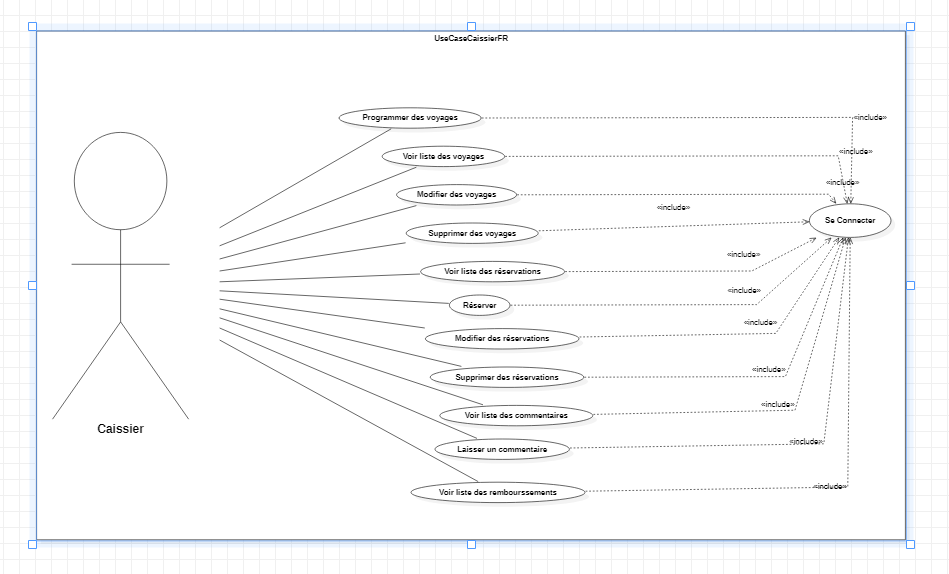 UseCaseCaissierFR
Programmer des voyages
«include»
Voir liste des voyages
«include»
Modifier des voyages
«include»
«include»
Se Connecter
Supprimer des voyages
«include»
Voir liste des réservations
«include»
Réserver
«include»
Modifier des réservations
«include»
Supprimer des réservations
«include»
Voir liste des commentaires
Caissier
«include»
Laisser un commentaire
«include»
Voir liste des remboursements